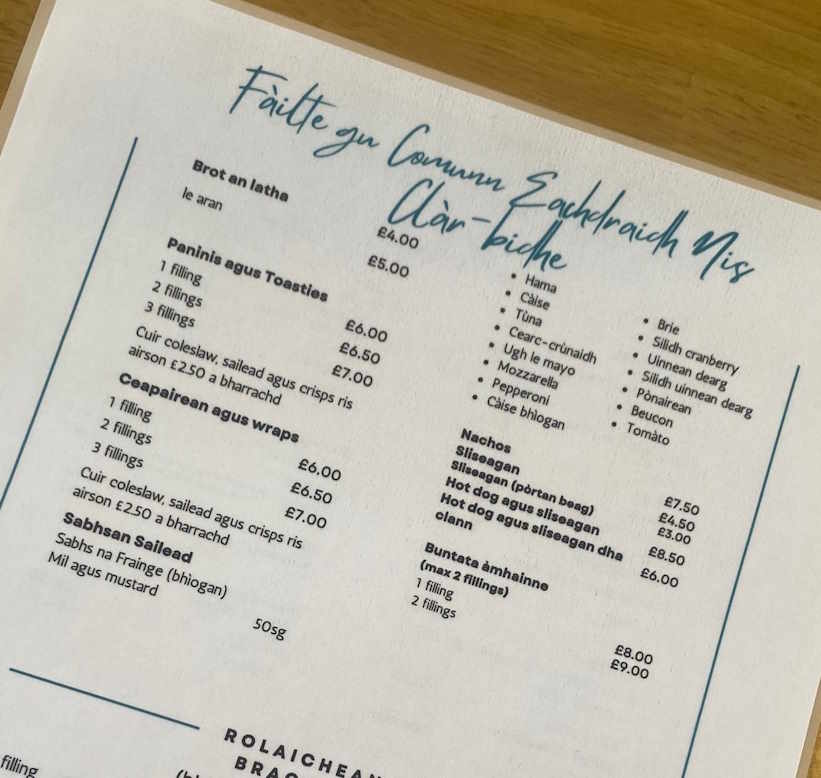 Fàilte gu Comunn Eachdraidh Nis
Clàr-bìdhe
Brot an latha
£4.00
le aran
£5.00
Paninis agus Toasties
1 filling
£6.00
2 fillings
£6.50
3 fillings
£7.00
Cuir coleslaw, sailead agus crisps ris
airson £2.50 a bharrachd
Ceapairean agus wraps
1 filling
£6.00
2 fillings
£6.50
3 fillings
£7.00
Cuir coleslaw, sailead agus crisps ris
airson £2.50 a bharrachd
Sabhsan Sailead
Sabhs na Frainge (bhìogan)
Mil agus mustard
50sg
• Hama
• Càise
• Tùna
• Cearc-crùnaidh
• Ugh le mayo
• Mozzarella
• Pepperoni
• Càise bhìogan
• Brie
• Silidh cranberry
• Uinnean dearg
• Silidh uinnean dearg
• Pònairean
• Beucon
• Tomàto
Nachos
£7.50
Sliseagan
£4.50
Sliseagan (pòrtan beag)
£3.00
Hot dog agus sliseagan
£8.50
Hot dog agus sliseagan dha
clann
£6.00
Buntata àmhainne
(max 2 fillings)
1 filling
£8.00
2 fillings
£9.00
ROLAICHEAN
filling